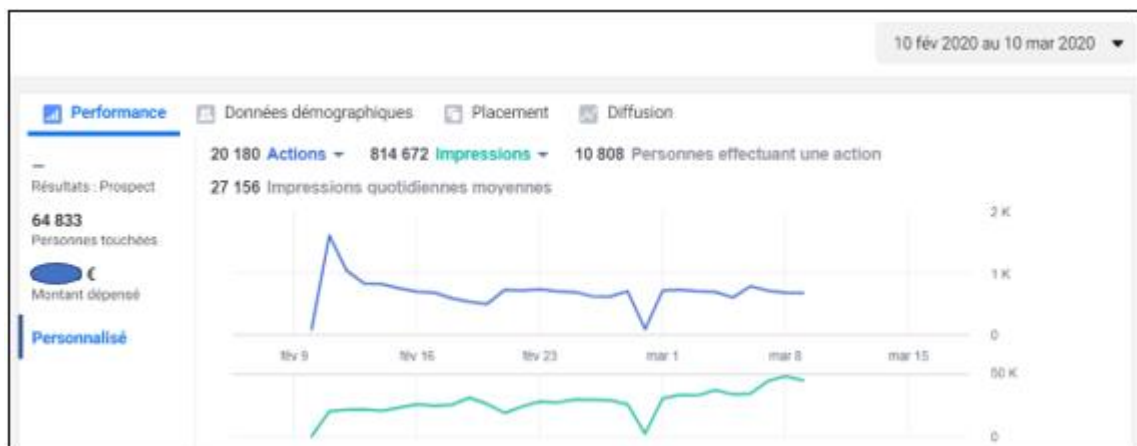 10 fév 2020 au 10 mar 2020
Performance Données démographiques Placement Diffusion
20 180 Actions 814 672 Impressions 10 808 Personnes effectuant une action
27 156 Impressions quotidiennes moyennes
–
Résultats : Prospect
64 833
Personnes touchées
€
Montant dépensé
Personnalisé
2 K
1 K
0
fév 9 fév 16 fév 23 mar 1 mar 8 mar 15
50 K
0